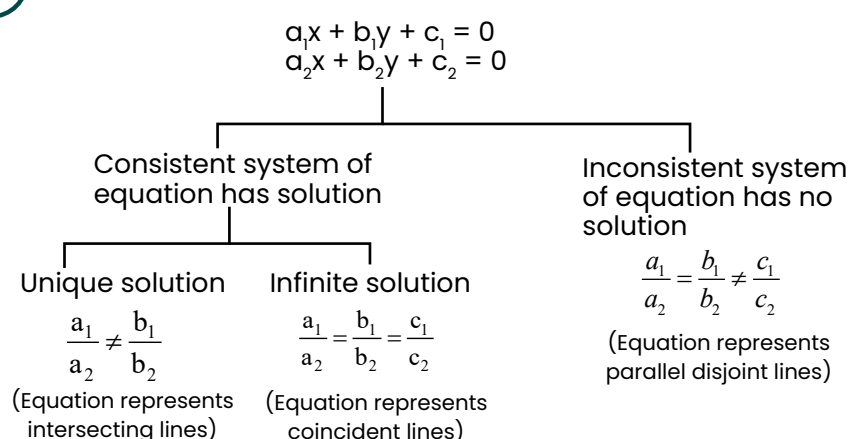 a₁x + b₁y + c₁ = 0
a₂x + b₂y + c₂ = 0
Consistent system of
equation has solution
Inconsistent system
of equation has no
solution
a₁/a₂ = b₁/b₂ ≠ c₁/c₂
(Equation represents
parallel disjoint lines)
Unique solution
a₁/a₂ ≠ b₁/b₂
(Equation represents
intersecting lines)
Infinite solution
a₁/a₂ = b₁/b₂ = c₁/c₂
(Equation represents
coincident lines)